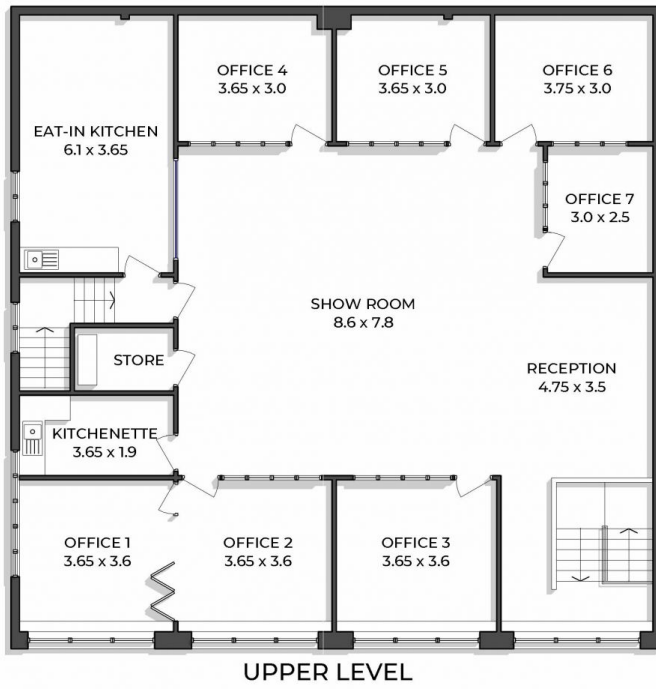 OFFICE 4
3.65 x 3.0
OFFICE 5
3.65 x 3.0
OFFICE 6
3.75 x 3.0
EAT-IN KITCHEN
6.1 x 3.65
OFFICE 7
3.0 x 2.5
SHOW ROOM
8.6 x 7.8
STORE
RECEPTION
4.75 x 3.5
KITCHENETTE
3.65 x 1.9
OFFICE 1
3.65 x 3.6
OFFICE 2
3.65 x 3.6
OFFICE 3
3.65 x 3.6
UPPER LEVEL